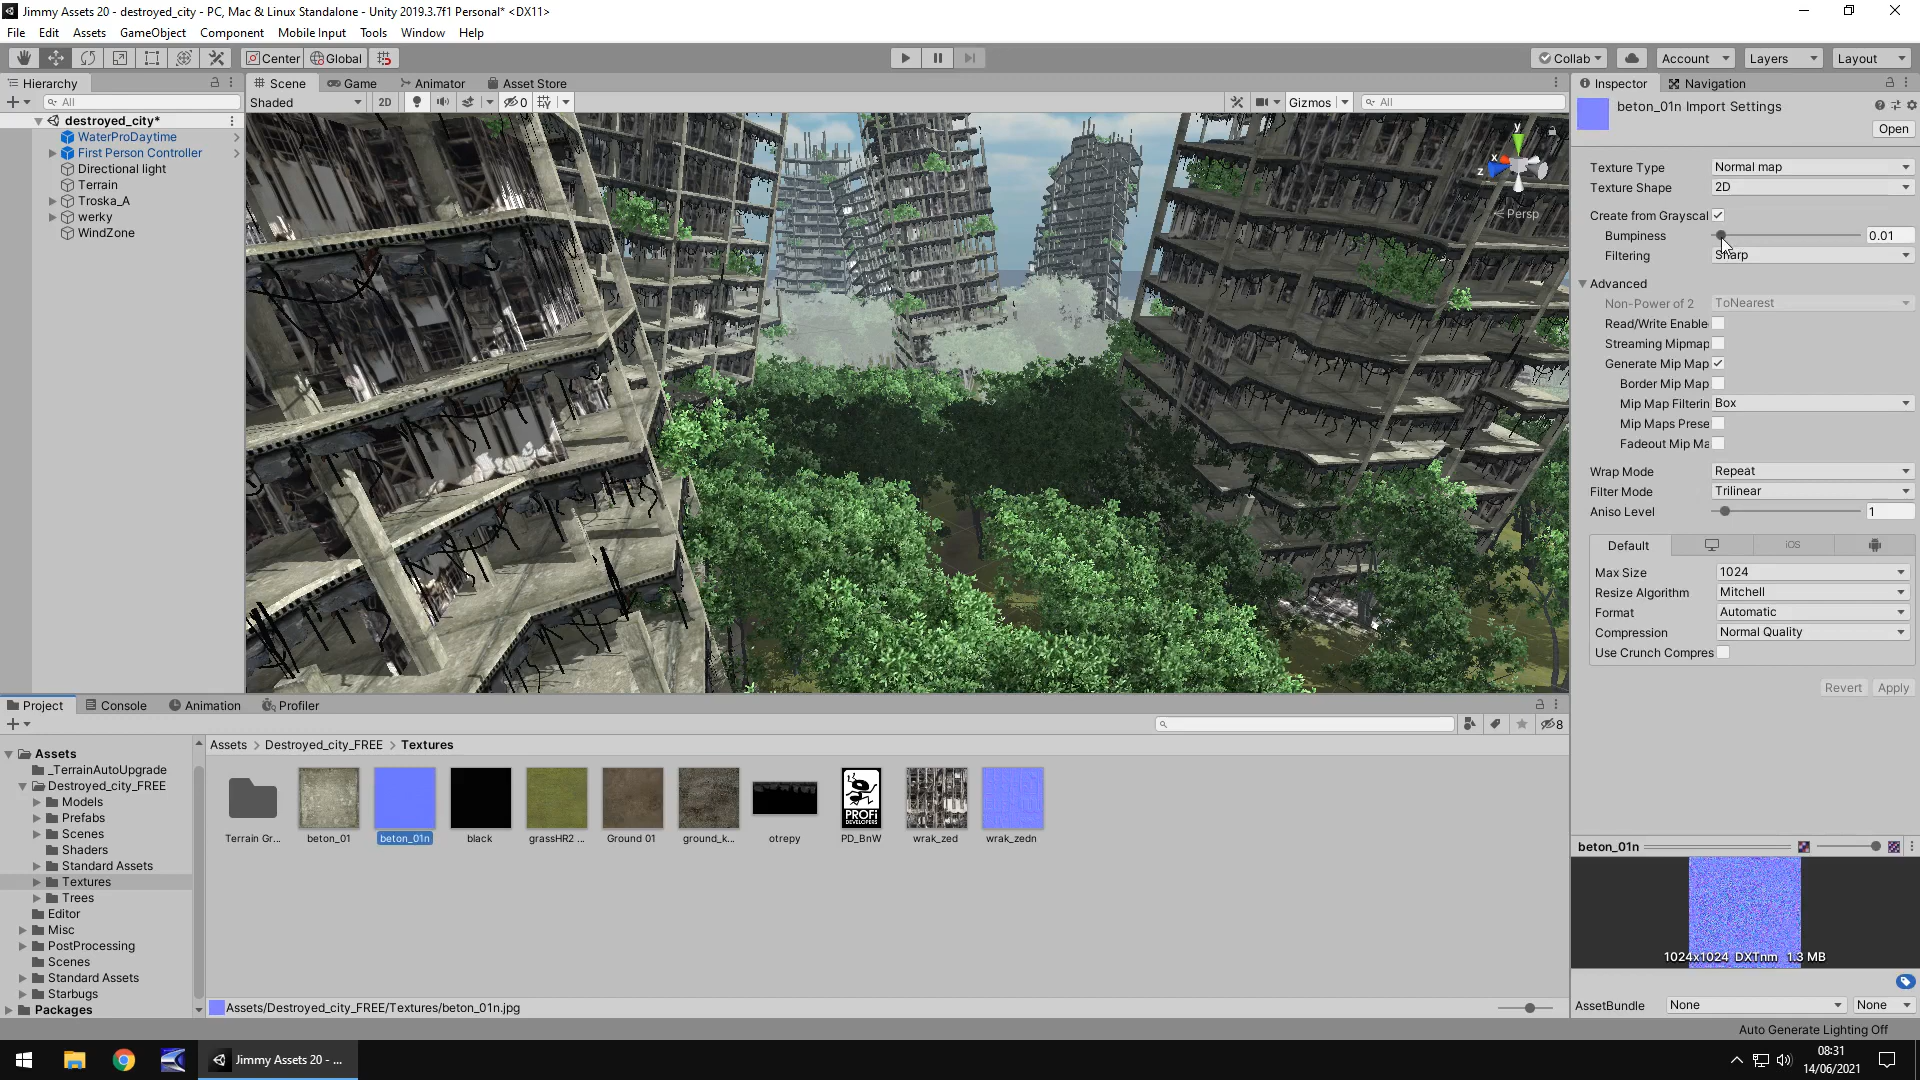 Jimmy Assets 20 - destroyed_city - PC, Mac & Linux Standalone - Unity 2019.3.7f1 Personal* <DX11>
File Edit Assets GameObject Component Mobile Input Tools Window Help
Center Global Collab Account Layers Layout
Hierarchy
All
destroyed_city*
WaterProDaytime
First Person Controller
Directional light
Terrain
Troska_A
werky
WindZone
Scene Game Animator Asset Store
Shaded 2D 0 Gizmos All
y
x
z
Persp
Inspector Navigation
beton_01n Import Settings
Open
Texture Type Normal map
Texture Shape 2D
Create from Grayscal
Bumpiness 0.01
Filtering Sharp
Advanced
Non-Power of 2 ToNearest
Read/Write Enable
Streaming Mipmap
Generate Mip Map
Border Mip Map
Mip Map Filterin Box
Mip Maps Prese
Fadeout Mip Ma
Wrap Mode Repeat
Filter Mode Trilinear
Aniso Level 1
Default iOS
Max Size 1024
Resize Algorithm Mitchell
Format Automatic
Compression Normal Quality
Use Crunch Compres
Revert Apply
beton_01n
1024x1024 DXTnm 1.3 MB
AssetBundle None None
Auto Generate Lighting Off
Project Console Animation Profiler
8
Assets
_TerrainAutoUpgrade
Destroyed_city_FREE
Models
Prefabs
Scenes
Shaders
Standard Assets
Textures
Trees
Editor
Misc
PostProcessing
Scenes
Standard Assets
Starbugs
Packages
Assets > Destroyed_city_FREE > Textures
PROFI
DEVELOPERS
Terrain Gr... beton_01 beton_01n black grassHR2 ... Ground 01 ground_k... otrepy PD_BnW wrak_zed wrak_zedn
Assets/Destroyed_city_FREE/Textures/beton_01n.jpg
Jimmy Assets 20 - ...
08:31
14/06/2021